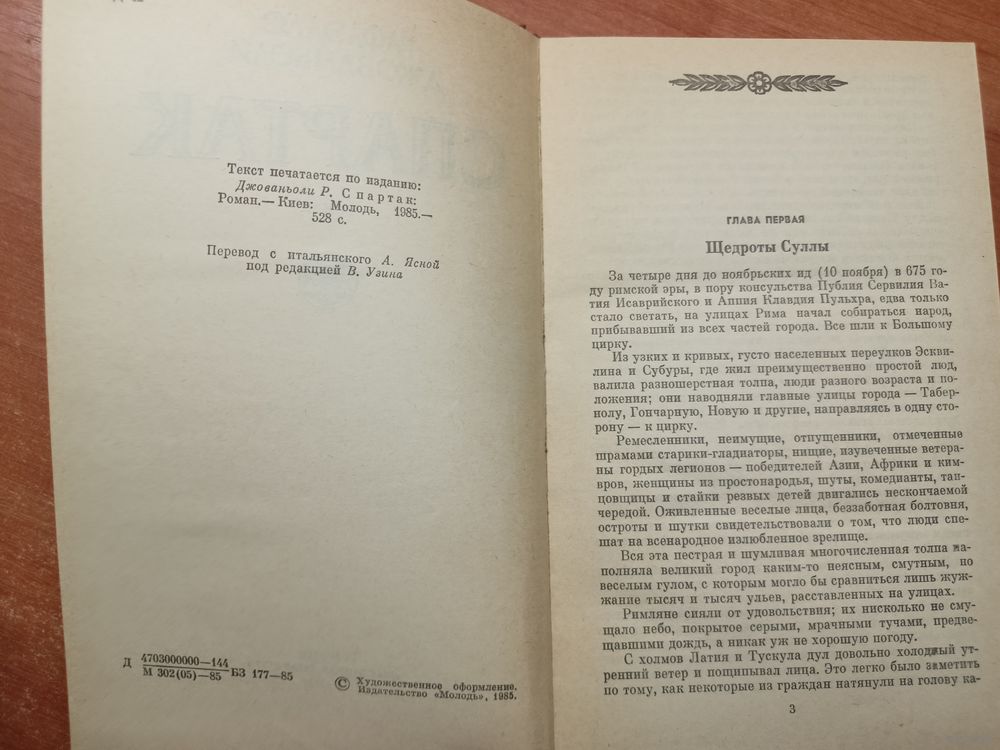 Текст печатается по изданию:
Джованьоли Р. Спартак:
Роман.— Киев: Молодь, 1985.—
528 с.
Перевод с итальянского А. Ясной
под редакцией В. Узина
Д 4703000000—144
М 302(05)—85 БЗ 177—85
© Художественное оформление.
Издательство «Молодь», 1985.
ГЛАВА ПЕРВАЯ
Щедроты Суллы
За четыре дня до ноябрьских ид (10 ноября) в 675 го-
ду римской эры, в пору консульства Публия Сервилия Ва-
тия Исаврийского и Аппия Клавдия Пульхра, едва только
стало светать, на улицах Рима начал собираться народ,
прибывавший из всех частей города. Все шли к Большому
цирку.
Из узких и кривых, густо населенных переулков Эскви-
лина и Субуры, где жил преимущественно простой люд,
валила разношерстная толпа, люди разного возраста и по-
ложения; они наводняли главные улицы города — Табер-
нолу, Гончарную, Новую и другие, направляясь в одну сто-
рону — к цирку.
Ремесленники, неимущие, отпущенники, отмеченные
шрамами старики-гладиаторы, нищие, изувеченные ветера-
ны гордых легионов — победителей Азии, Африки и ким-
вров, женщины из простонародья, шуты, комедианты, тан-
цовщицы и стайки резвых детей двигались нескончаемой
чередой. Оживленные веселые лица, беззаботная болтовня,
остроты и шутки свидетельствовали о том, что люди спе-
шат на всенародное излюбленное зрелище.
Вся эта пестрая и шумливая многочисленная толпа на-
полняла великий город каким-то неясным, смутным, но
веселым гулом, с которым могло бы сравниться лишь жуж-
жание тысяч и тысяч ульев, расставленных на улицах.
Римляне сияли от удовольствия; их нисколько не сму-
щало небо, покрытое серыми, мрачными тучами, предве-
щавшими дождь, а никак уж не хорошую погоду.
С холмов Латия и Тускула дул довольно холодный ут-
ренний ветер и пощипывал лица. Это легко было заметить
по тому, как некоторые из граждан натянули на голову ка-
3